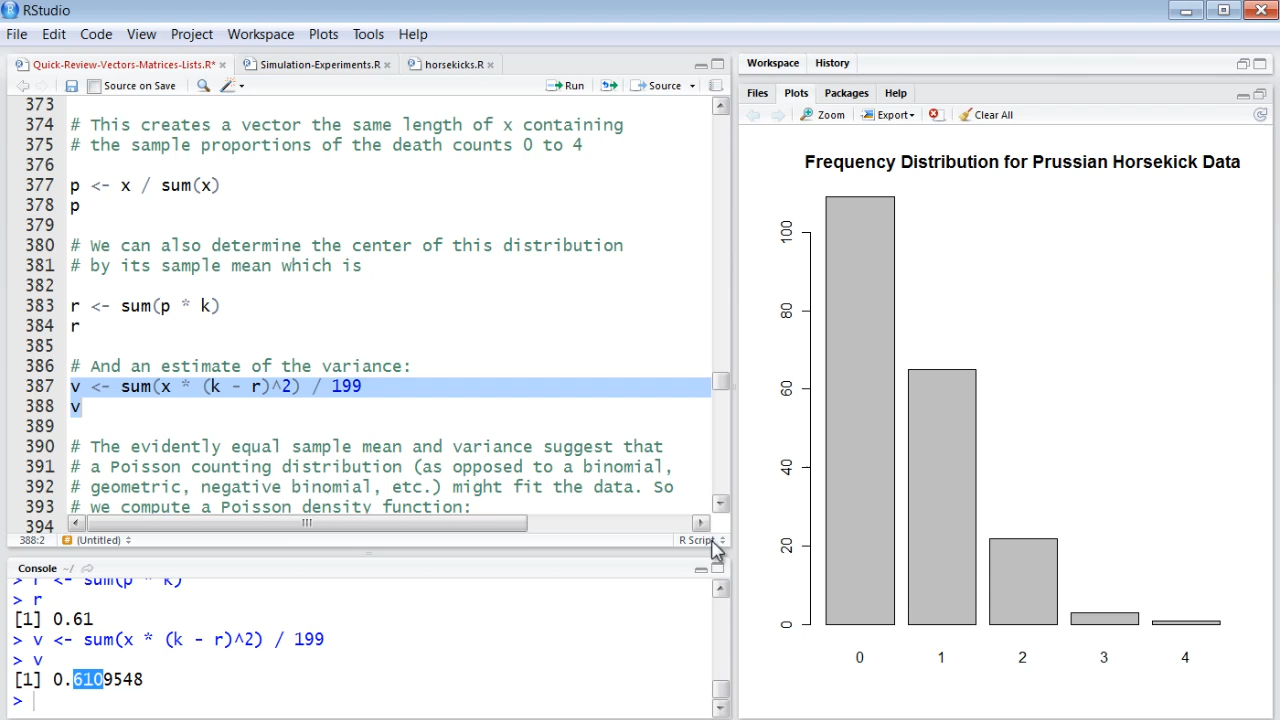 RStudio
File Edit Code View Project Workspace Plots Tools Help
Quick-Review-Vectors-Matrices-Lists.R* × Simulation-Experiments.R × horsekicks.R ×
Source on Save Run Source
373
374 # This creates a vector the same length of x containing
375 # the sample proportions of the death counts 0 to 4
376
377 p <- x / sum(x)
378 p
379
380 # We can also determine the center of this distribution
381 # by its sample mean which is
382
383 r <- sum(p * k)
384 r
385
386 # And an estimate of the variance:
387 v <- sum(x * (k - r)^2) / 199
388 v
389
390 # The evidently equal sample mean and variance suggest that
391 # a Poisson counting distribution (as opposed to a binomial,
392 # geometric, negative binomial, etc.) might fit the data. So
393 # we compute a Poisson density function:
394
388:2 (Untitled) R Script
Console ~/
> r <- sum(p * k)
> r
[1] 0.61
> v <- sum(x * (k - r)^2) / 199
> v
[1] 0.6109548
>
Workspace History
Files Plots Packages Help
Zoom Export Clear All
Frequency Distribution for Prussian Horsekick Data
100
80
60
40
20
0
0 1 2 3 4